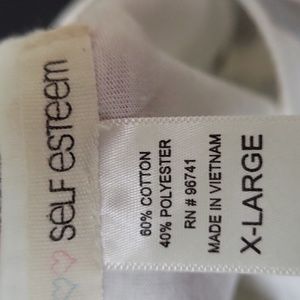 self esteem
60% COTTON
40% POLYESTER
RN # 96741
MADE IN VIETNAM
X-LARGE